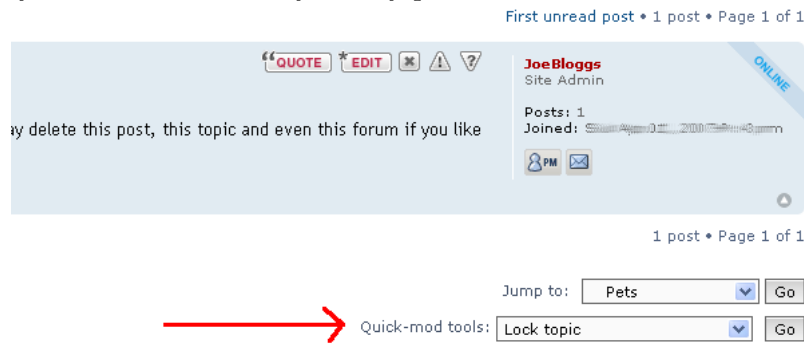 First unread post • 1 post • Page 1 of 1
QUOTE EDIT
JoeBloggs
ONLINE
Site Admin
Posts: 1
Joined:
ay delete this post, this topic and even this forum if you like
PM
1 post • Page 1 of 1
Jump to: Pets Go
Quick-mod tools: Lock topic Go